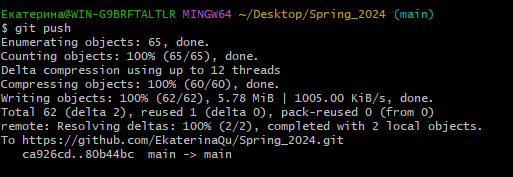 Екатерина@WIN-G9BRFTALTLR MINGW64 ~/Desktop/Spring_2024 (main)
$ git push
Enumerating objects: 65, done.
Counting objects: 100% (65/65), done.
Delta compression using up to 12 threads
Compressing objects: 100% (60/60), done.
Writing objects: 100% (62/62), 5.78 MiB | 1005.00 KiB/s, done.
Total 62 (delta 2), reused 1 (delta 0), pack-reused 0 (from 0)
remote: Resolving deltas: 100% (2/2), completed with 2 local objects.
To https://github.com/EkaterinaQu/Spring_2024.git
   ca926cd..80b44bc  main -> main